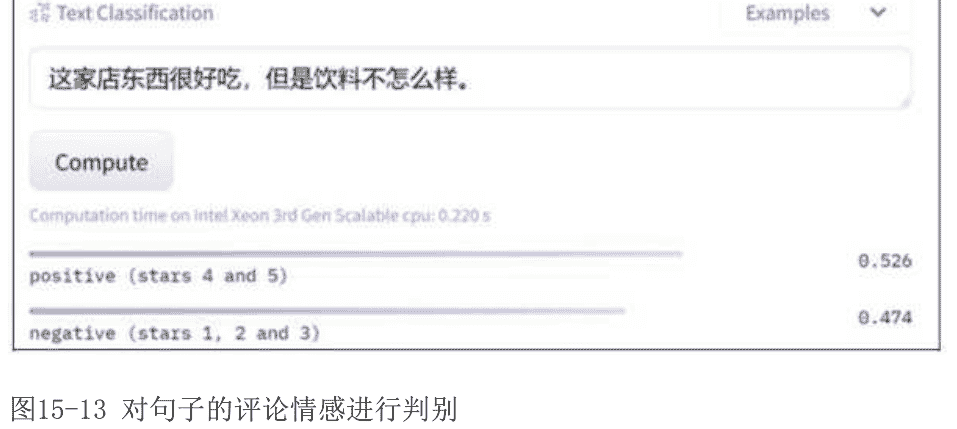 Text Classification
Examples
这家店东西很好吃，但是饮料不怎么样。
Compute
Computation time on Intel Xeon 3rd Gen Scalable cpu: 0.220 s
0.526
positive (stars 4 and 5)
0.474
negative (stars 1, 2 and 3)
图15-13 对句子的评论情感进行判别